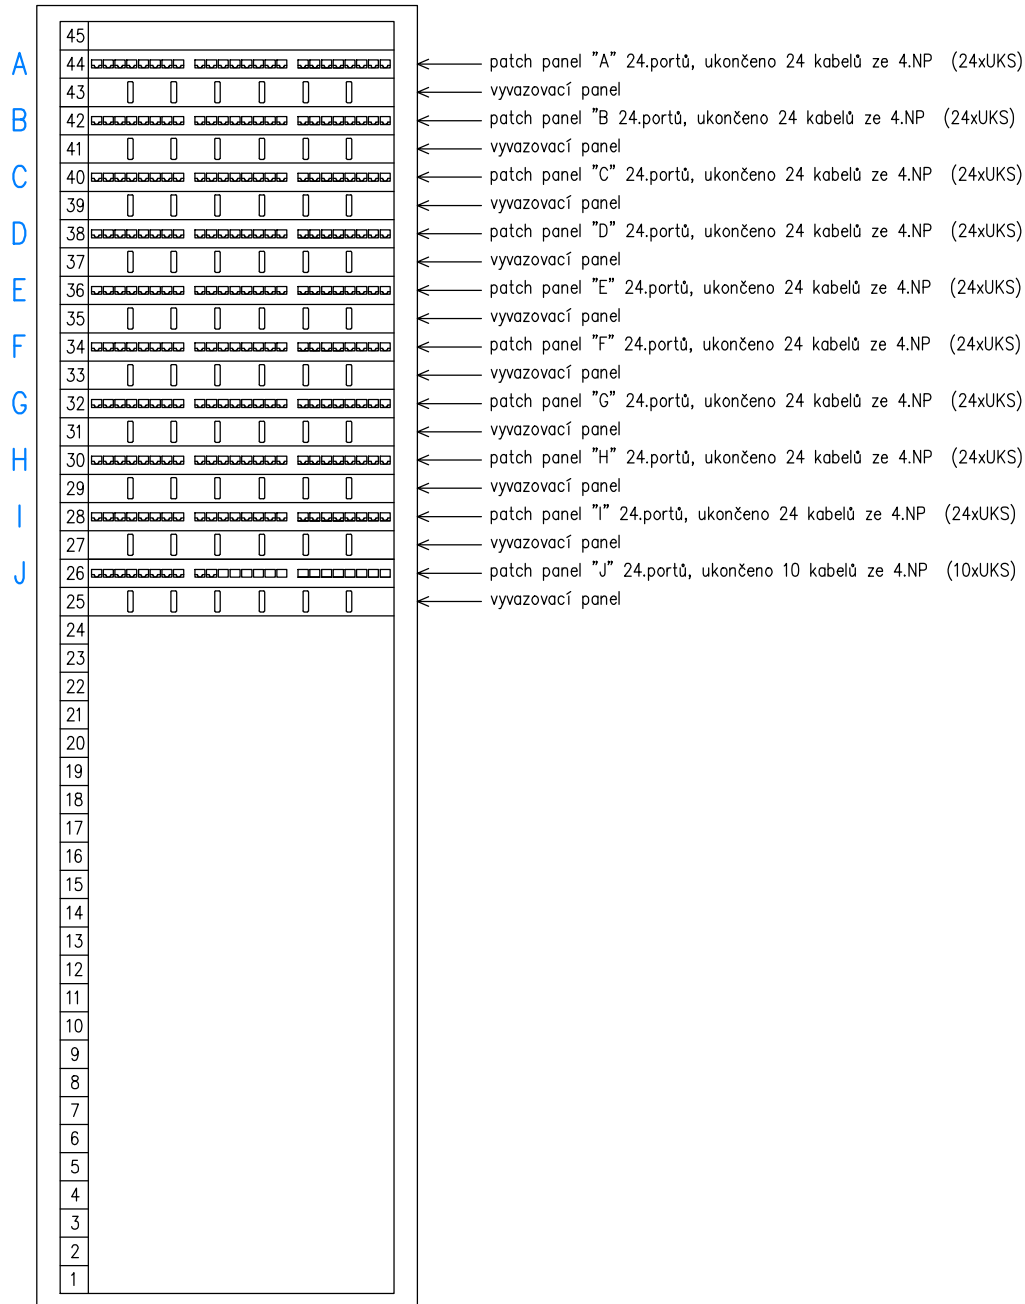 45
A 44 patch panel "A" 24.portů, ukončeno 24 kabelů ze 4.NP (24xUKS)
43 vyvazovací panel
B 42 patch panel "B 24.portů, ukončeno 24 kabelů ze 4.NP (24xUKS)
41 vyvazovací panel
C 40 patch panel "C" 24.portů, ukončeno 24 kabelů ze 4.NP (24xUKS)
39 vyvazovací panel
D 38 patch panel "D" 24.portů, ukončeno 24 kabelů ze 4.NP (24xUKS)
37 vyvazovací panel
E 36 patch panel "E" 24.portů, ukončeno 24 kabelů ze 4.NP (24xUKS)
35 vyvazovací panel
F 34 patch panel "F" 24.portů, ukončeno 24 kabelů ze 4.NP (24xUKS)
33 vyvazovací panel
G 32 patch panel "G" 24.portů, ukončeno 24 kabelů ze 4.NP (24xUKS)
31 vyvazovací panel
H 30 patch panel "H" 24.portů, ukončeno 24 kabelů ze 4.NP (24xUKS)
29 vyvazovací panel
I 28 patch panel "I" 24.portů, ukončeno 24 kabelů ze 4.NP (24xUKS)
27 vyvazovací panel
J 26 patch panel "J" 24.portů, ukončeno 10 kabelů ze 4.NP (10xUKS)
25 vyvazovací panel
24
23
22
21
20
19
18
17
16
15
14
13
12
11
10
9
8
7
6
5
4
3
2
1